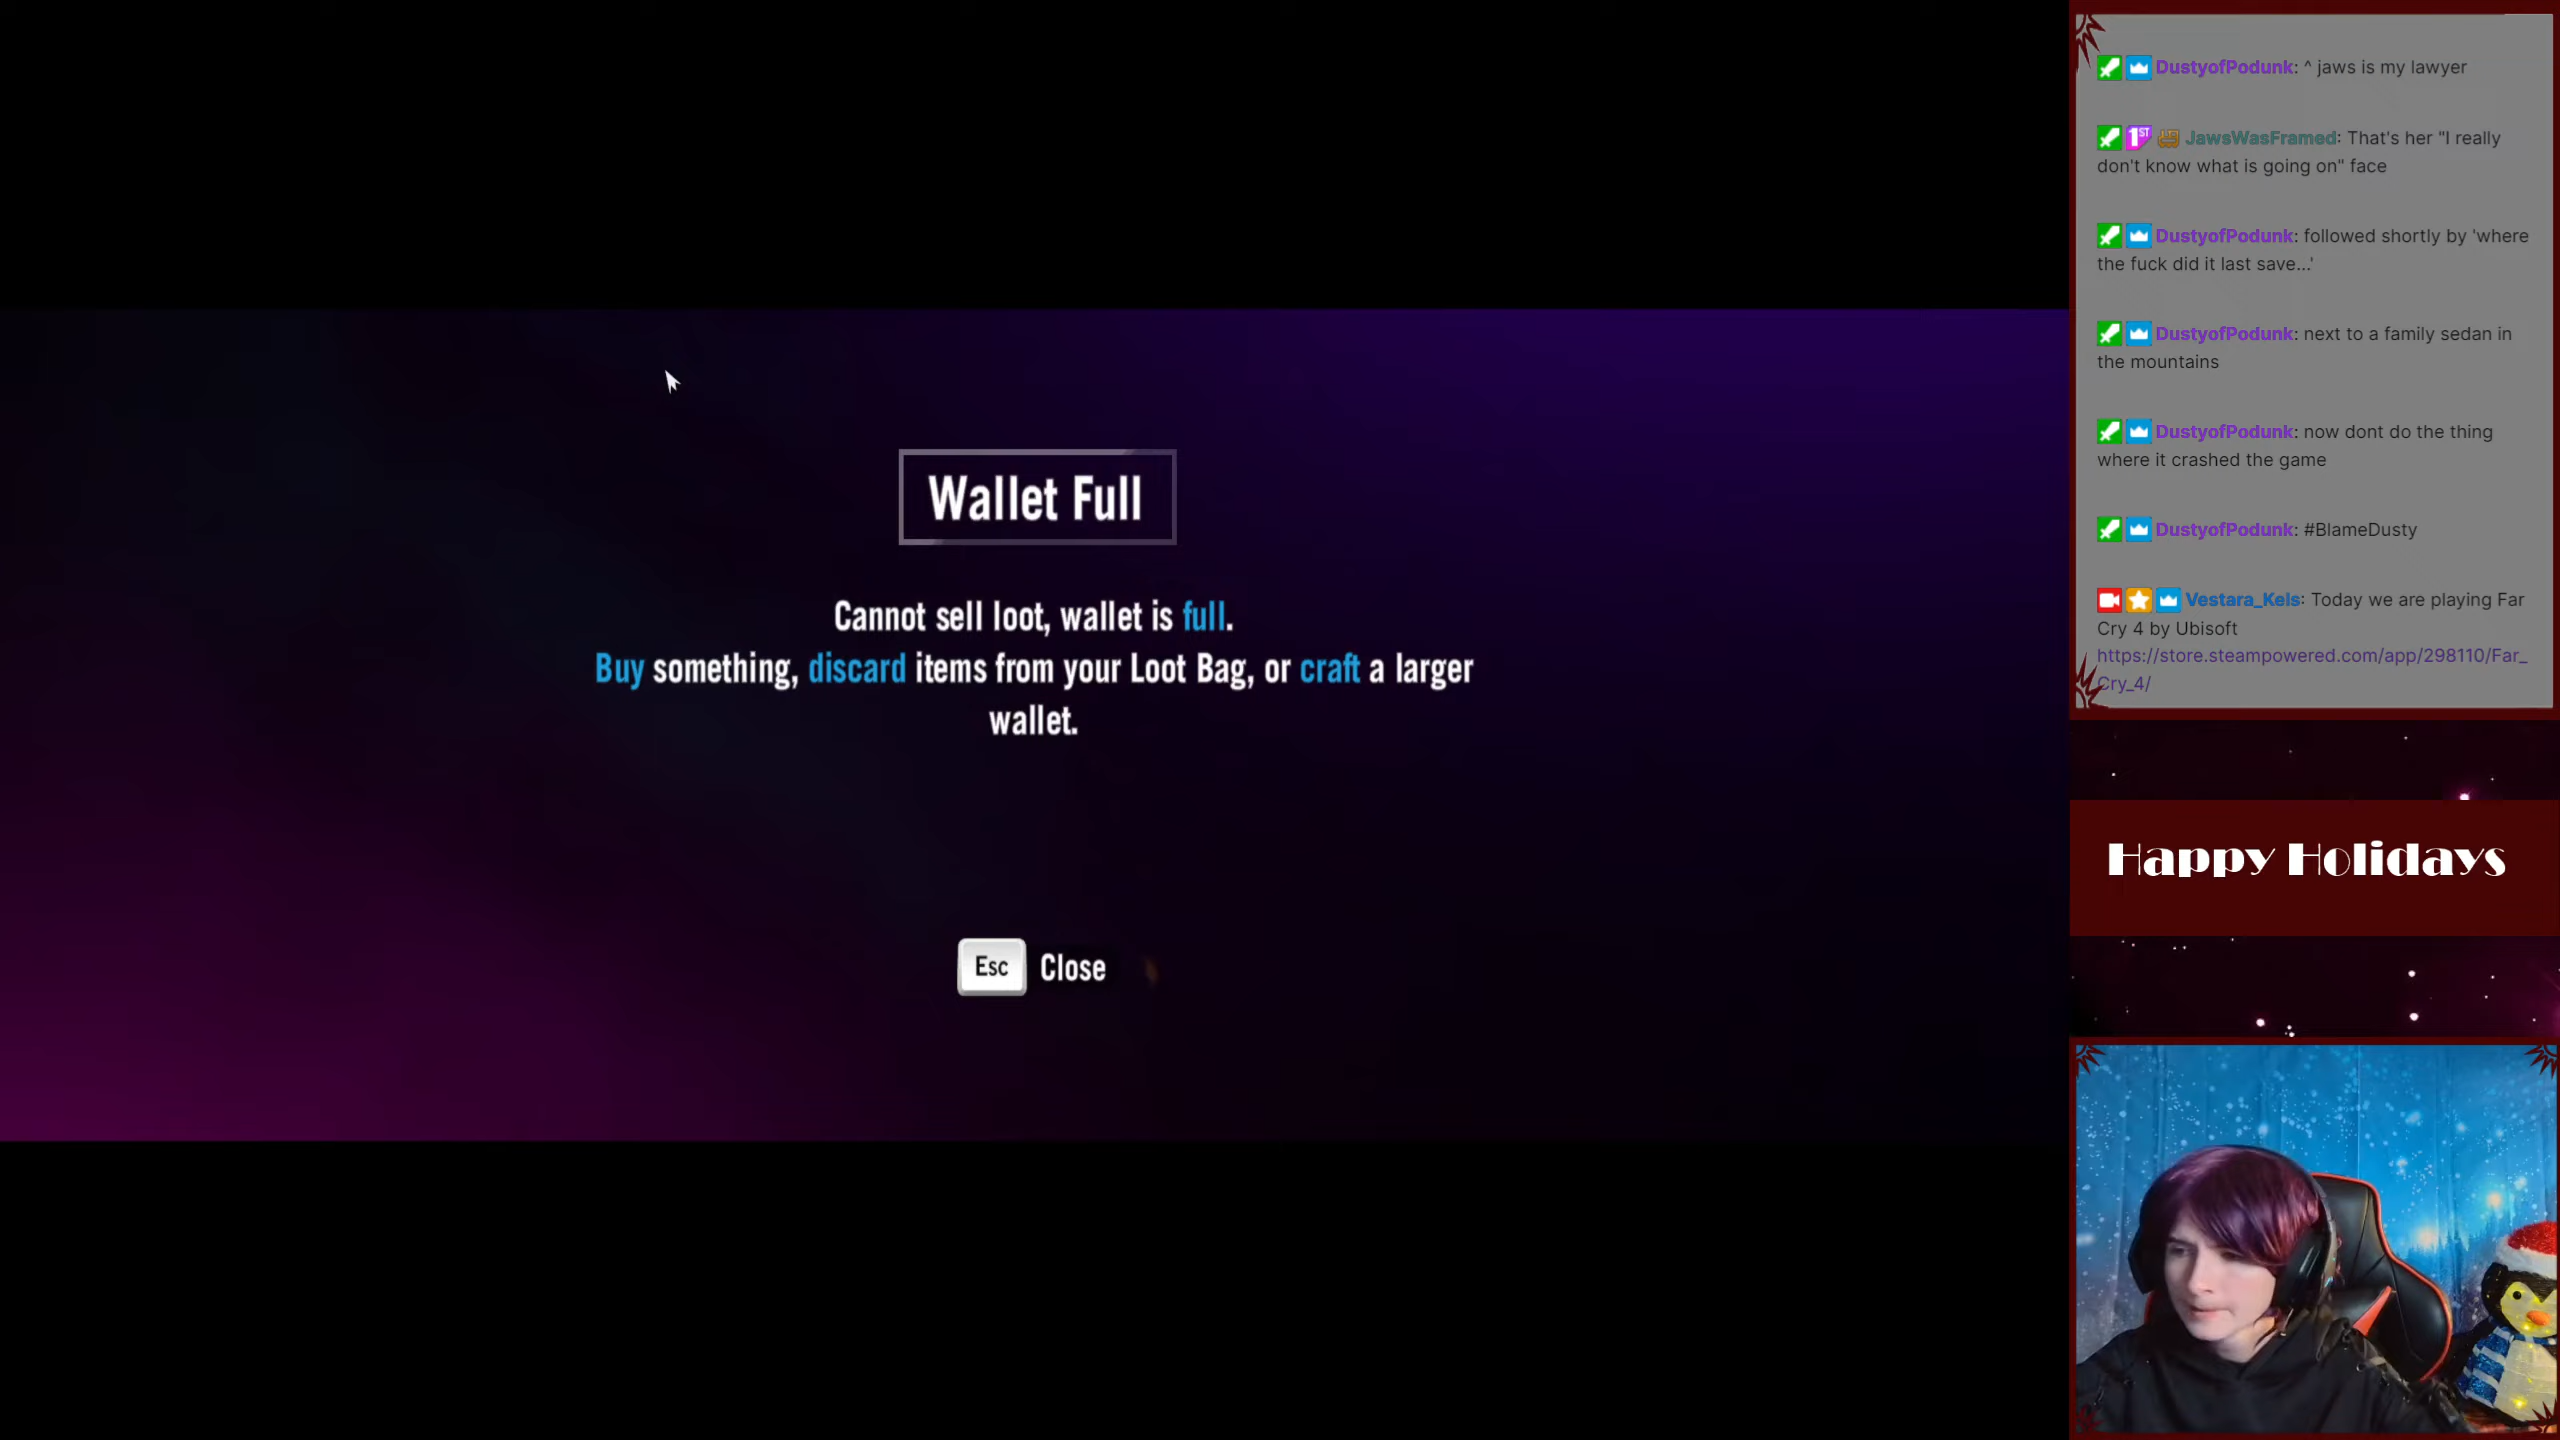 Wallet Full
Cannot sell loot, wallet is full.
Buy something, discard items from your Loot Bag, or craft a larger
wallet.
Esc Close
DustyofPodunk: ^ jaws is my lawyer
1ST JawsWasFramed: That's her "I really
don't know what is going on" face
DustyofPodunk: followed shortly by 'where
the fuck did it last save...'
DustyofPodunk: next to a family sedan in
the mountains
DustyofPodunk: now dont do the thing
where it crashed the game
DustyofPodunk: #BlameDusty
Vestara_Kels: Today we are playing Far
Cry 4 by Ubisoft
https://store.steampowered.com/app/298110/Far_
Cry_4/
Happy Holidays